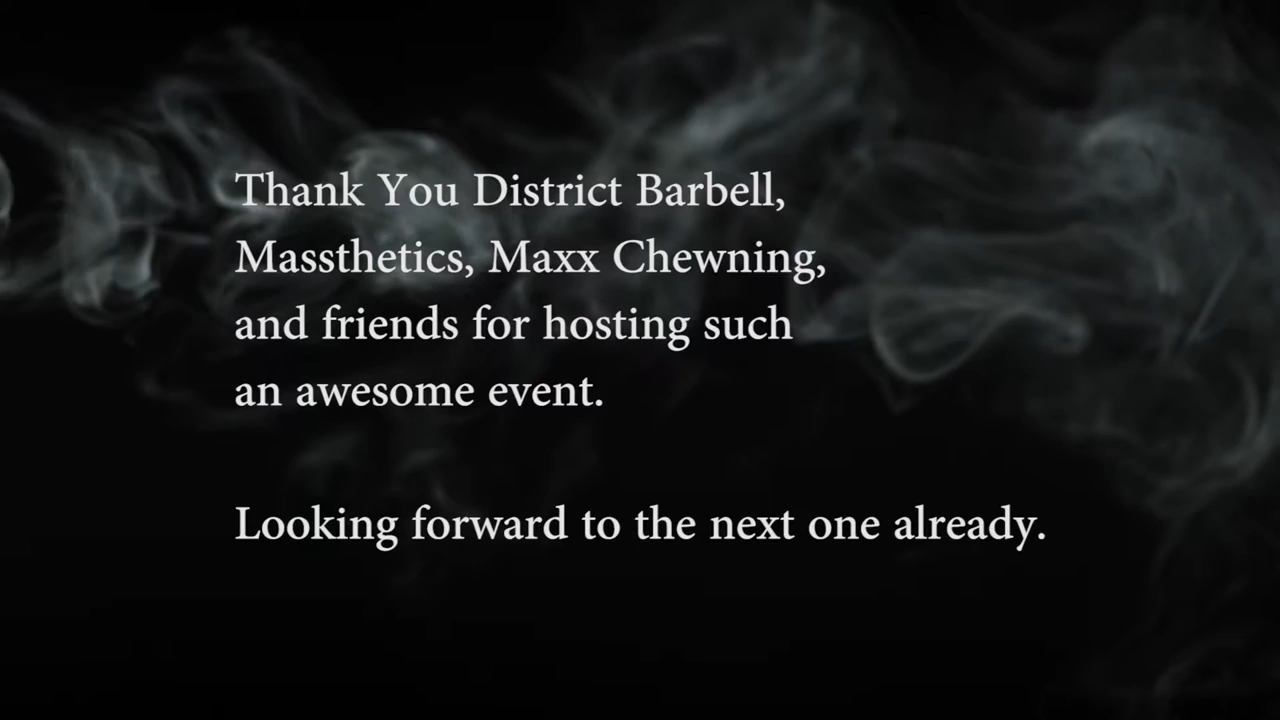 Thank You District Barbell,
Massthetics, Maxx Chewning,
and friends for hosting such
an awesome event.
Looking forward to the next one already.